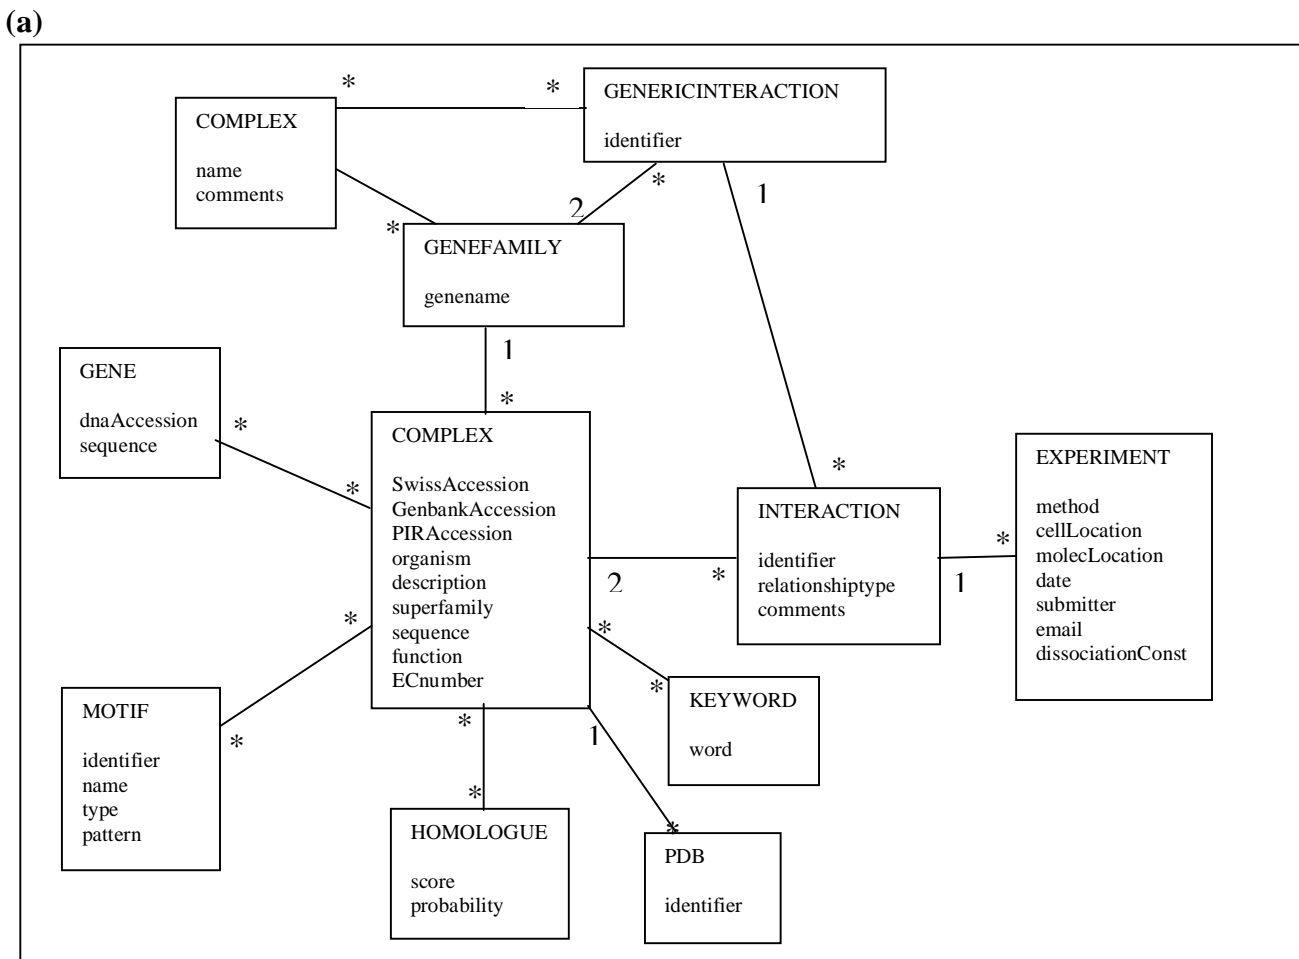 (a)
* *
GENERICINTERACTION
identifier
COMPLEX
name
comments
* 1
2
*
GENEFAMILY
genename
1
*
GENE
dnaAccession
sequence
*
*
COMPLEX
SwissAccession
GenbankAccession
PIRAccession
organism
description
superfamily
sequence
function
ECnumber
*
INTERACTION
identifier
relationshiptype
comments
2 *
1 *
EXPERIMENT
method
cellLocation
molecLocation
date
submitter
email
dissociationConst
*
*
MOTIF
identifier
name
type
pattern
*
*
KEYWORD
word
*
*
HOMOLOGUE
score
probability
1
*
PDB
identifier